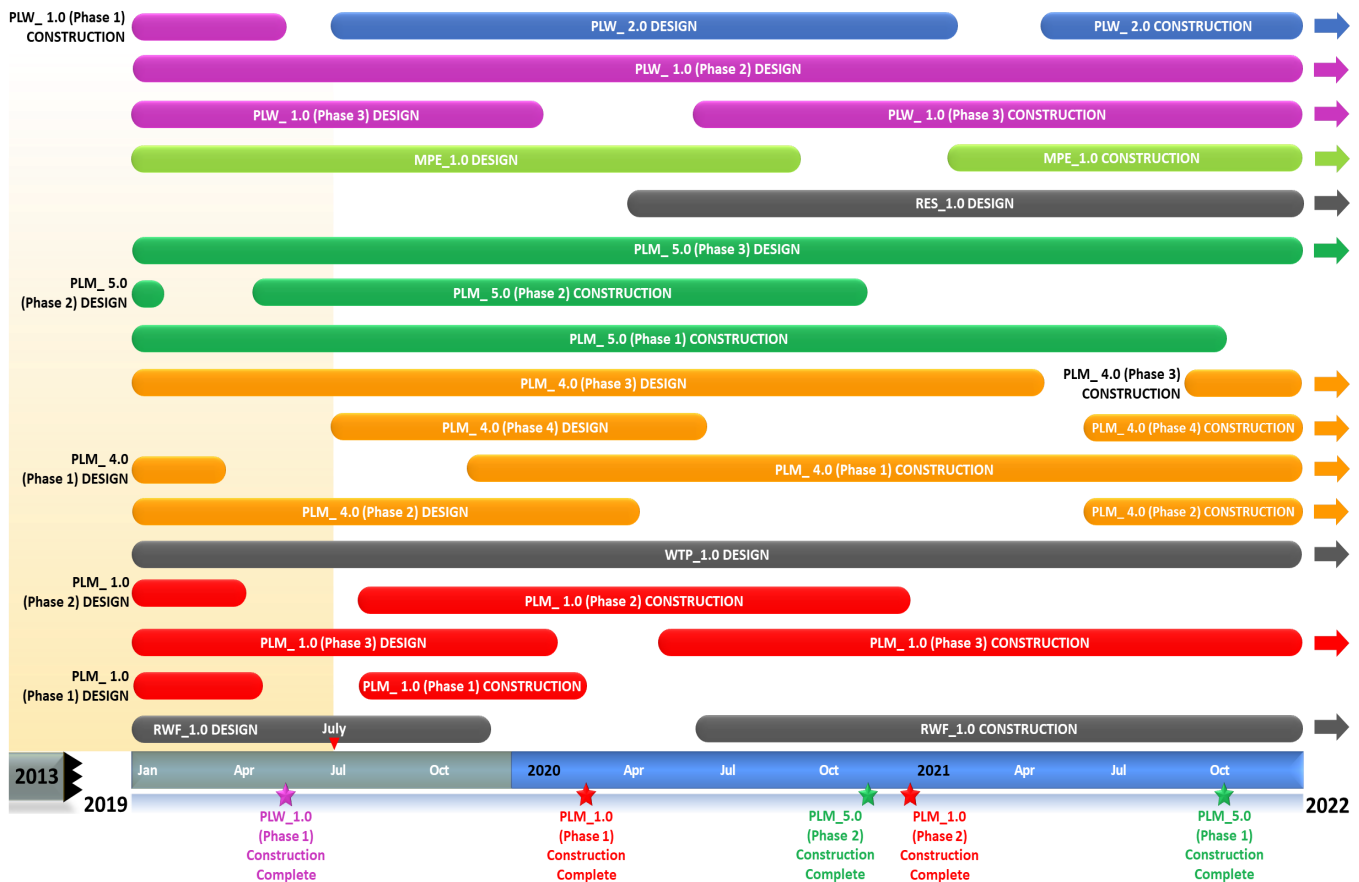 PLW_ 1.0 (Phase 1)
CONSTRUCTION
PLW_ 2.0 DESIGN
PLW_ 2.0 CONSTRUCTION
PLW_ 1.0 (Phase 2) DESIGN
PLW_ 1.0 (Phase 3) DESIGN
PLW_ 1.0 (Phase 3) CONSTRUCTION
MPE_1.0 DESIGN
MPE_1.0 CONSTRUCTION
RES_1.0 DESIGN
PLM_ 5.0 (Phase 3) DESIGN
PLM_ 5.0
(Phase 2) DESIGN
PLM_ 5.0 (Phase 2) CONSTRUCTION
PLM_ 5.0 (Phase 1) CONSTRUCTION
PLM_ 4.0 (Phase 3) DESIGN
PLM_ 4.0 (Phase 3)
CONSTRUCTION
PLM_ 4.0 (Phase 4) DESIGN
PLM_ 4.0 (Phase 4) CONSTRUCTION
PLM_ 4.0
(Phase 1) DESIGN
PLM_ 4.0 (Phase 1) CONSTRUCTION
PLM_ 4.0 (Phase 2) DESIGN
PLM_ 4.0 (Phase 2) CONSTRUCTION
WTP_1.0 DESIGN
PLM_ 1.0
(Phase 2) DESIGN
PLM_ 1.0 (Phase 2) CONSTRUCTION
PLM_ 1.0 (Phase 3) DESIGN
PLM_ 1.0 (Phase 3) CONSTRUCTION
PLM_ 1.0
(Phase 1) DESIGN
PLM_ 1.0 (Phase 1) CONSTRUCTION
RWF_1.0 DESIGN
July
RWF_1.0 CONSTRUCTION
2013
Jan
Apr
Jul
Oct
2020
Apr
Jul
Oct
2021
Apr
Jul
Oct
2019
2022
PLW_1.0
(Phase 1)
Construction
Complete
PLM_1.0
(Phase 1)
Construction
Complete
PLM_5.0
(Phase 2)
Construction
Complete
PLM_1.0
(Phase 2)
Construction
Complete
PLM_5.0
(Phase 1)
Construction
Complete